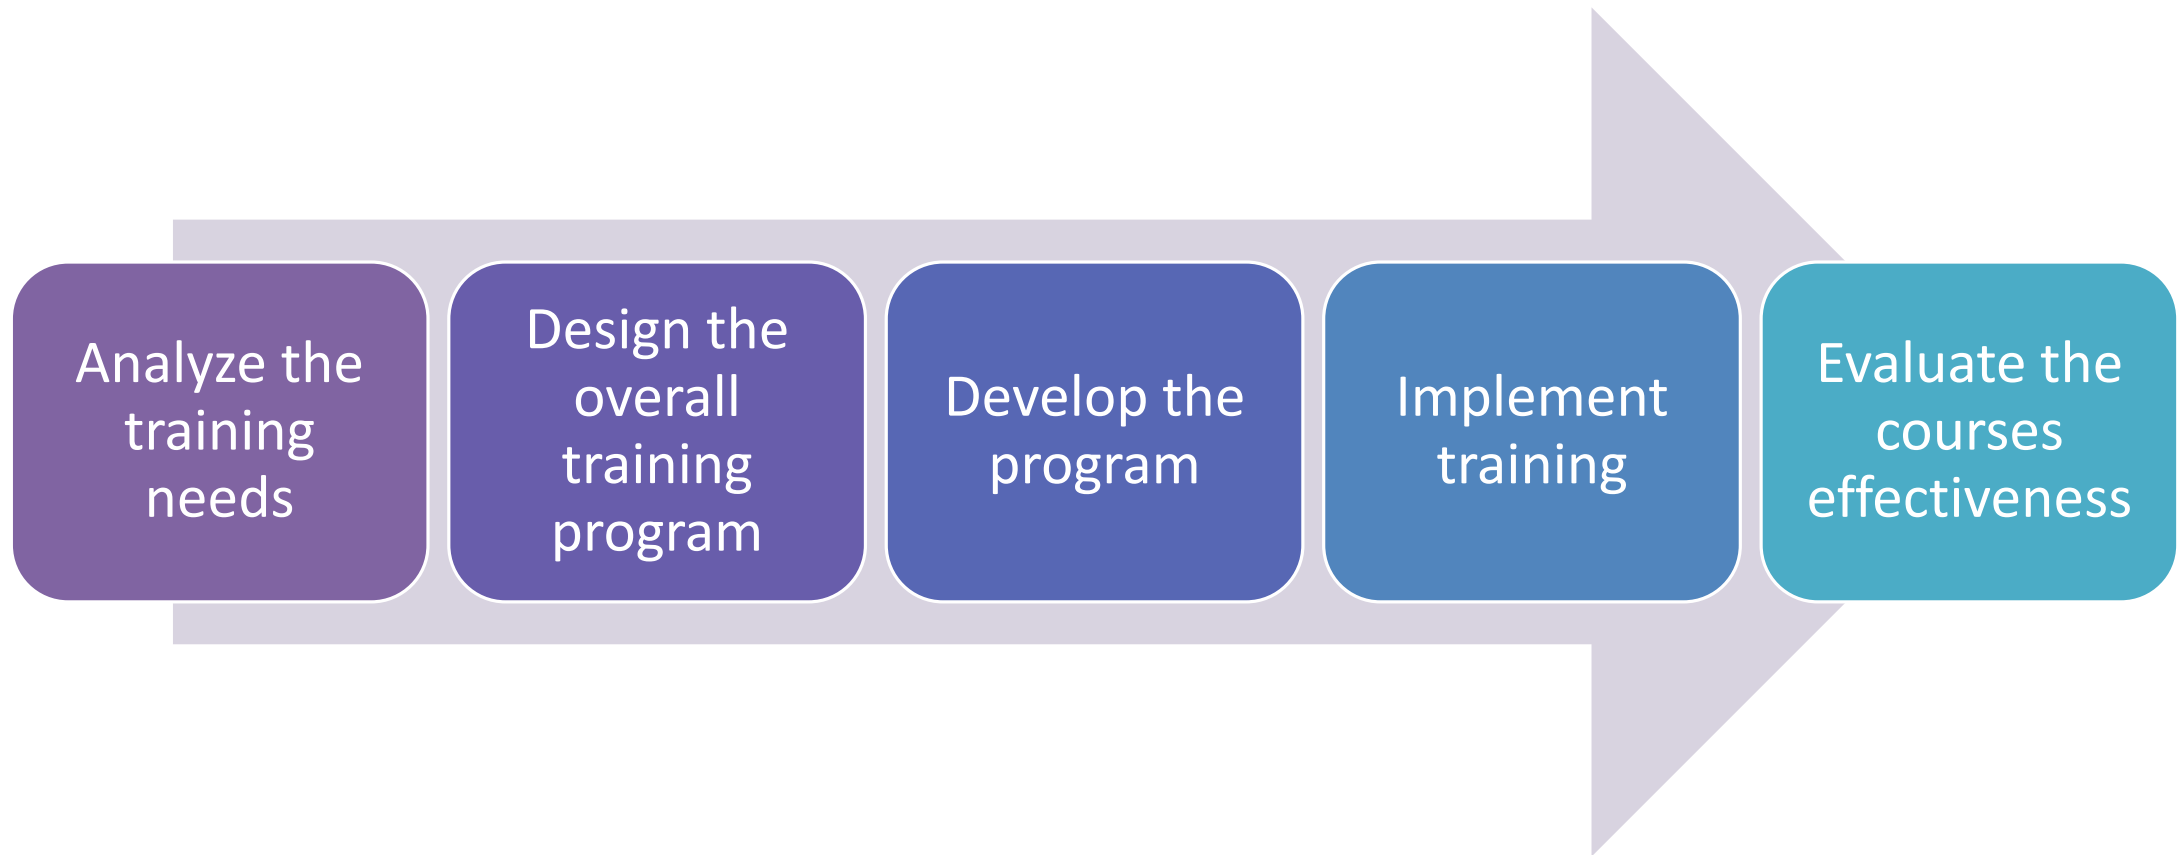 Analyze the
training
needs
Design the
overall
training
program
Develop the
program
Implement
training
Evaluate the
courses
effectiveness